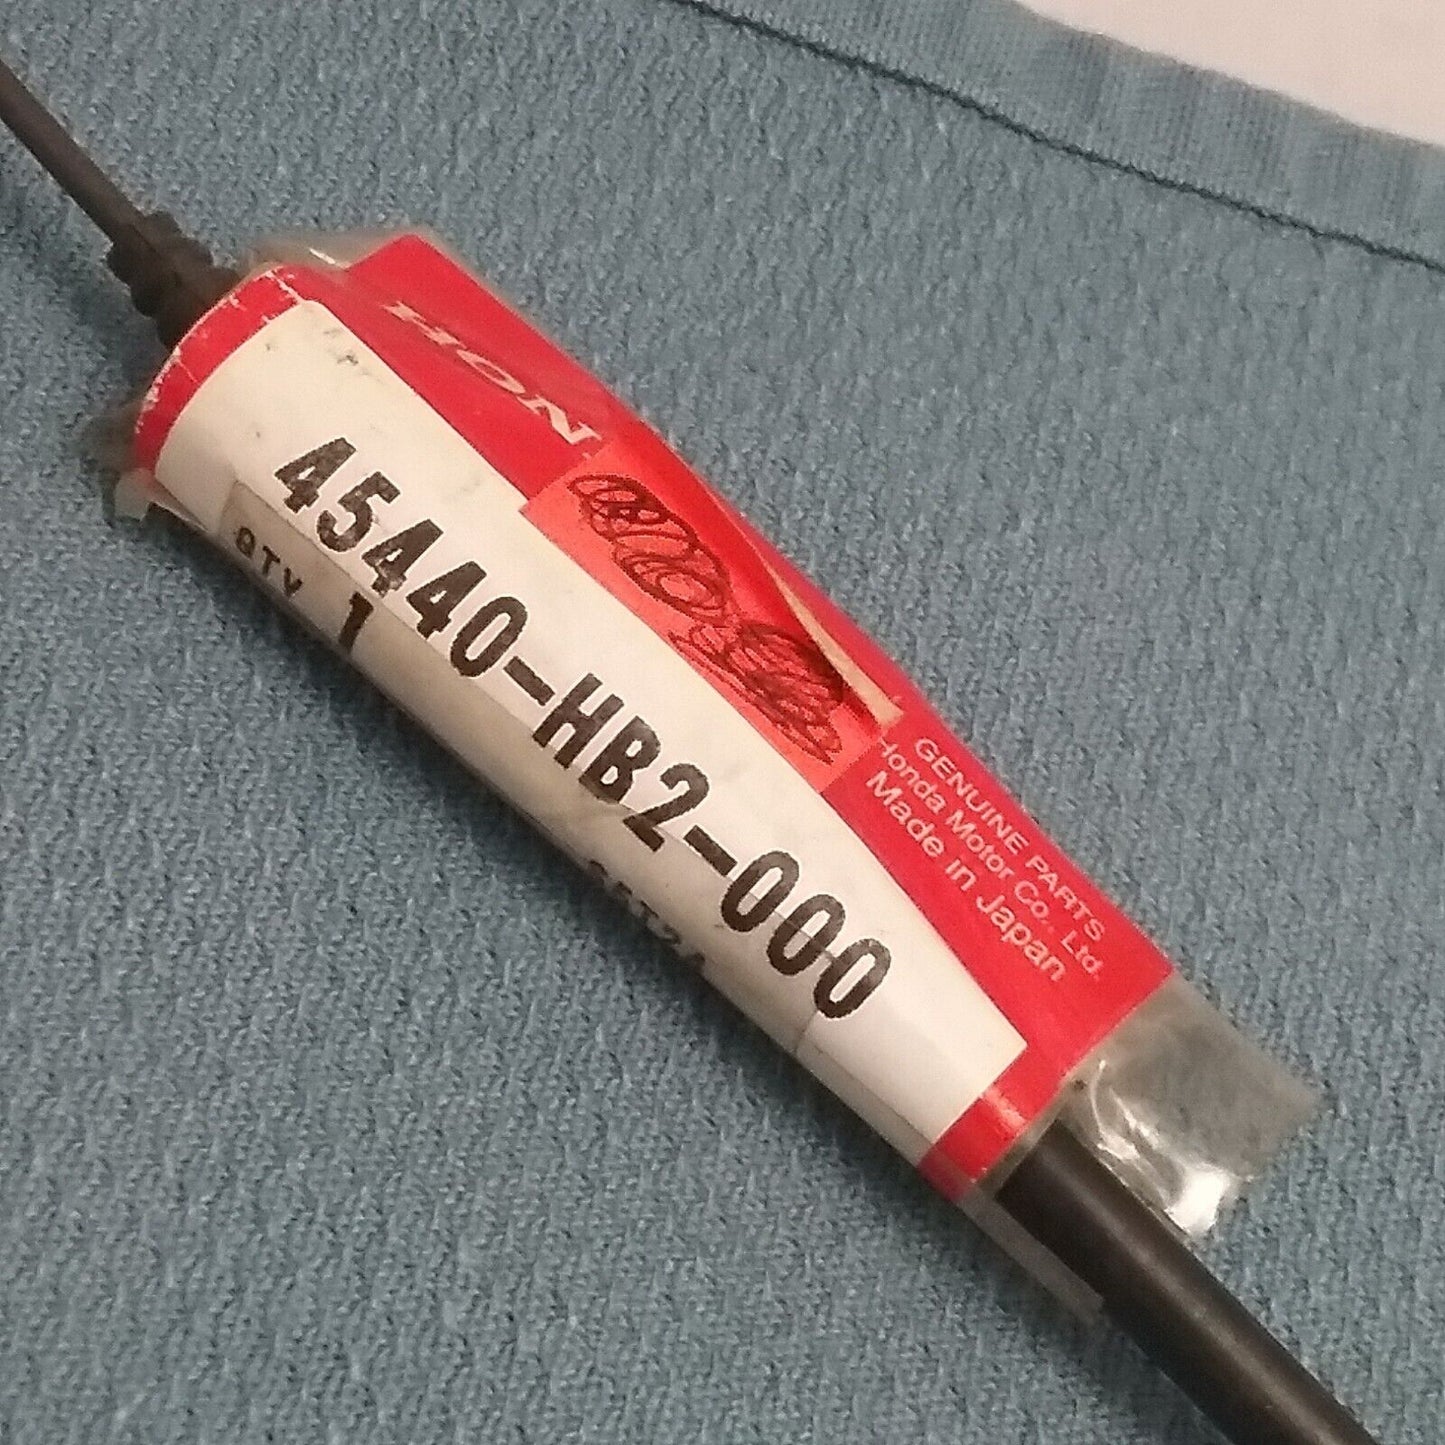 HON
45440-HB2-000
QTY 1
GENUINE PARTS
Honda Motor Co., Ltd.
Made in Japan